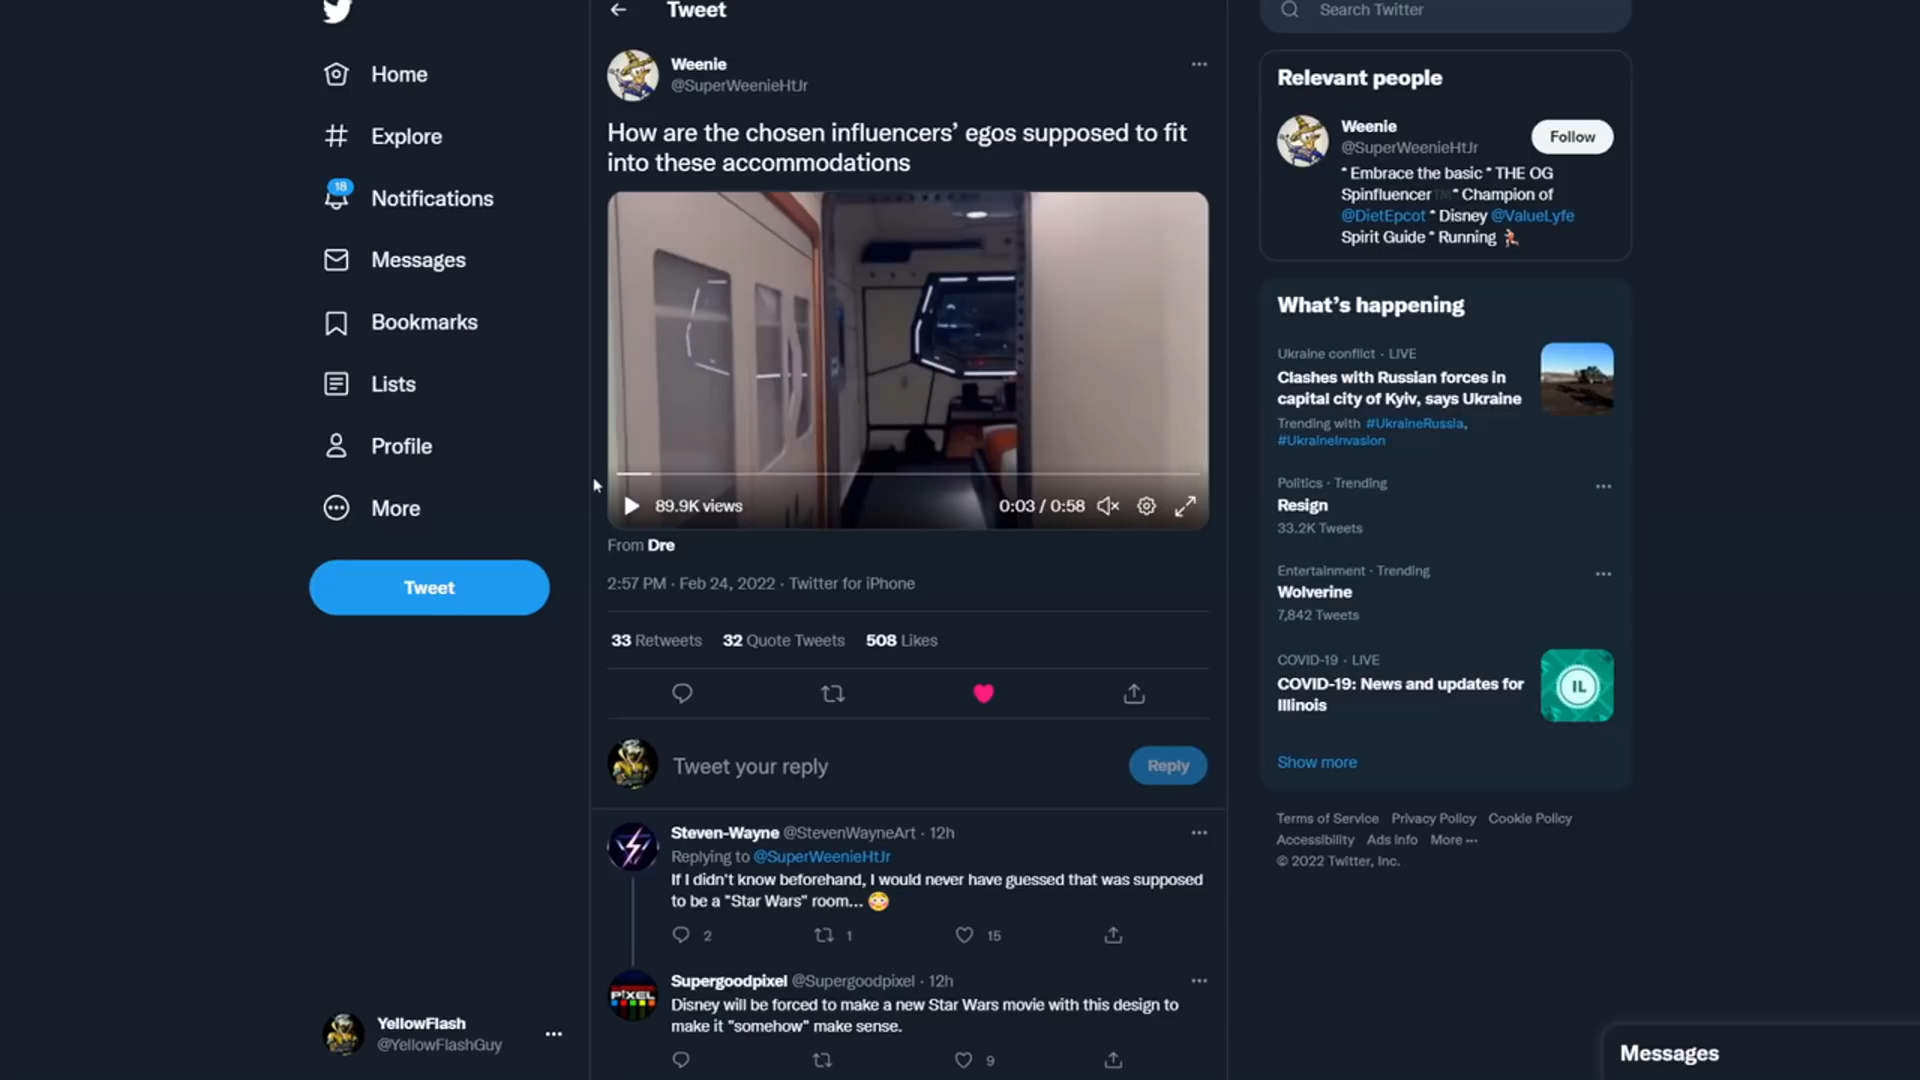 Home
Explore
18
Notifications
Messages
Bookmarks
Lists
Profile
More
Tweet
YellowFlash
@YellowFlashGuy
Tweet
Weenie
@SuperWeenieHtJr
How are the chosen influencers’ egos supposed to fit
into these accommodations
89.9K views
0:03 / 0:58
From Dre
2:57 PM · Feb 24, 2022 · Twitter for iPhone
33 Retweets 32 Quote Tweets 508 Likes
Tweet your reply
Reply
Steven-Wayne @StevenWayneArt · 12h
Replying to @SuperWeenieHtJr
If I didn't know beforehand, I would never have guessed that was supposed
to be a "Star Wars" room... 😳
2 1 15
PIXEL
Supergoodpixel @Supergoodpixel · 12h
Disney will be forced to make a new Star Wars movie with this design to
make it "somehow" make sense.
9
Search Twitter
Relevant people
Weenie
@SuperWeenieHtJr
Follow
* Embrace the basic * THE OG
Spinfluencer™* Champion of
@DietEpcot * Disney @ValueLyfe
Spirit Guide * Running 🏃
What’s happening
Ukraine conflict · LIVE
Clashes with Russian forces in
capital city of Kyiv, says Ukraine
Trending with #UkraineRussia,
#UkraineInvasion
Politics · Trending
Resign
33.2K Tweets
Entertainment · Trending
Wolverine
7,842 Tweets
COVID-19 · LIVE
COVID-19: News and updates for
Illinois
IL
Show more
Terms of Service Privacy Policy Cookie Policy
Accessibility Ads info More ···
© 2022 Twitter, Inc.
Messages